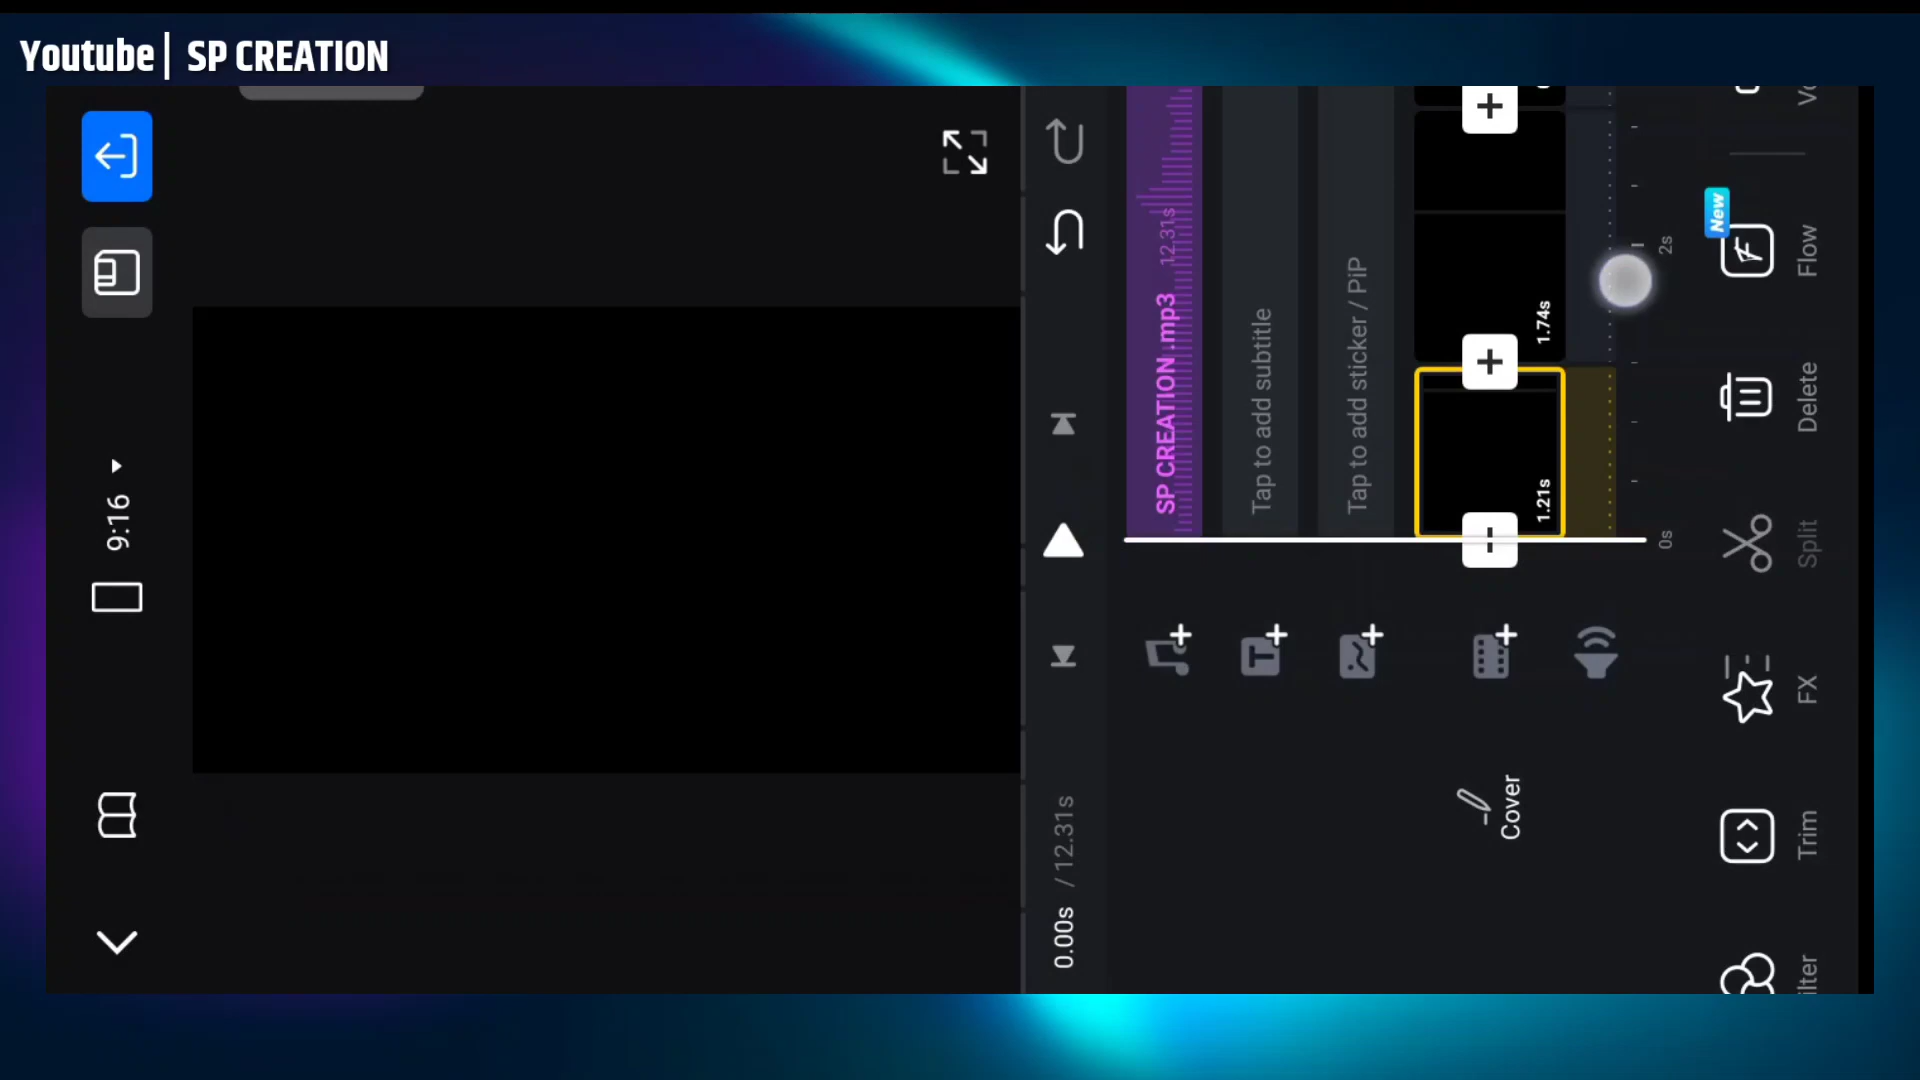 Youtube| SP CREATION
9:16
0.00s / 12.31s
SP CREATION .mp3 12.31s
Tap to add subtitle
Tap to add sticker / PiP
Cover
1.21s
1.74s
0s
2s
Trim
FX
Split
Delete
Flow
New